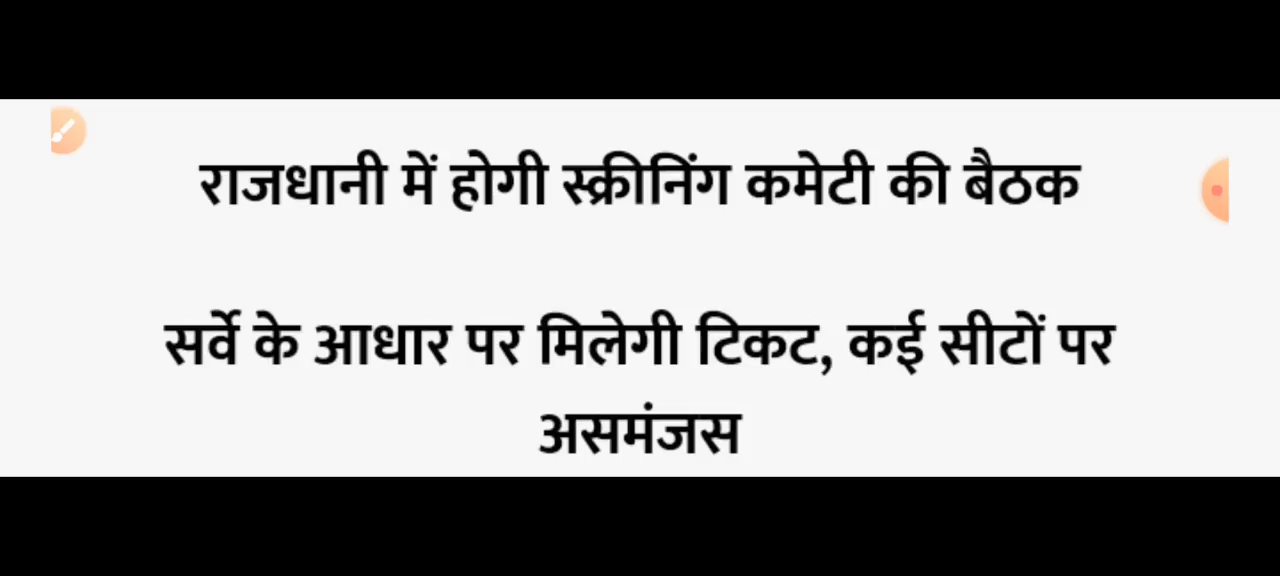 राजधानी में होगी स्क्रीनिंग कमेटी की बैठक
सर्वे के आधार पर मिलेगी टिकट, कई सीटों पर
असमंजस